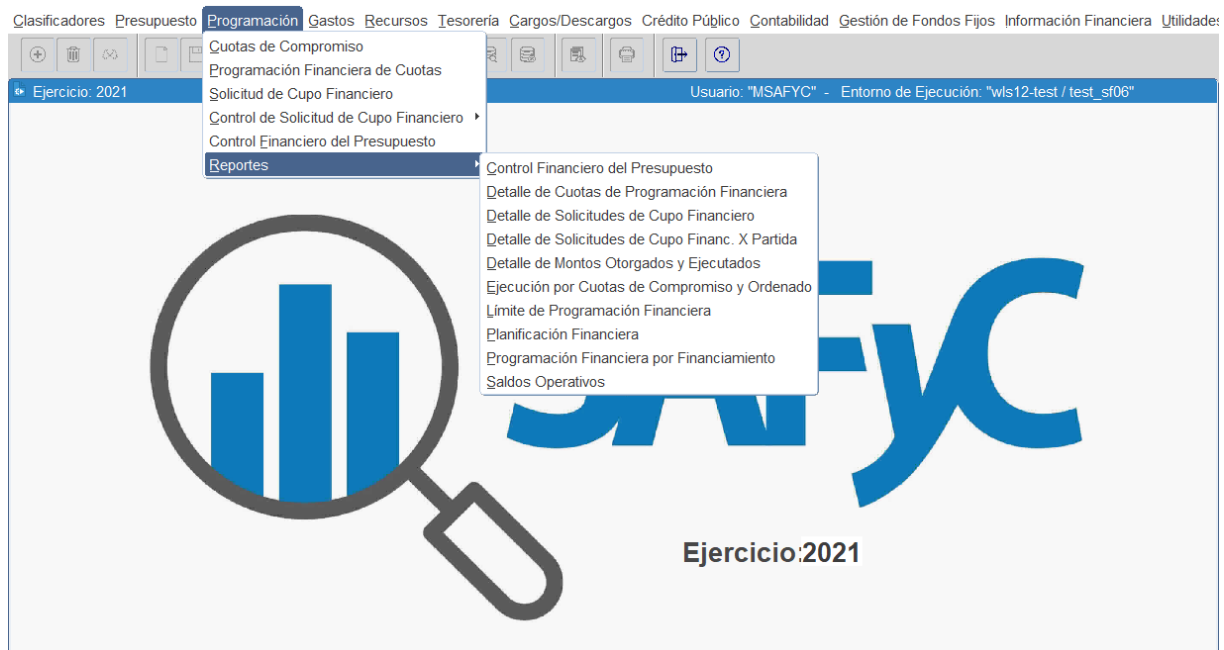 Clasificadores Presupuesto Programación Gastos Recursos Tesorería Cargos/Descargos Crédito Público Contabilidad Gestión de Fondos Fijos Información Financiera Utilidades
Cuotas de Compromiso
Programación Financiera de Cuotas
Ejercicio: 2021 Usuario: "MSAFYC" - Entorno de Ejecución: "wls12-test / test_sf06"
Solicitud de Cupo Financiero
Control de Solicitud de Cupo Financiero
Control Financiero del Presupuesto
Reportes
Control Financiero del Presupuesto
Detalle de Cuotas de Programación Financiera
Detalle de Solicitudes de Cupo Financiero
Detalle de Solicitudes de Cupo Financ. X Partida
Detalle de Montos Otorgados y Ejecutados
Ejecución por Cuotas de Compromiso y Ordenado
Límite de Programación Financiera
Planificación Financiera
Programación Financiera por Financiamiento
Saldos Operativos
SAFyC
Ejercicio:2021